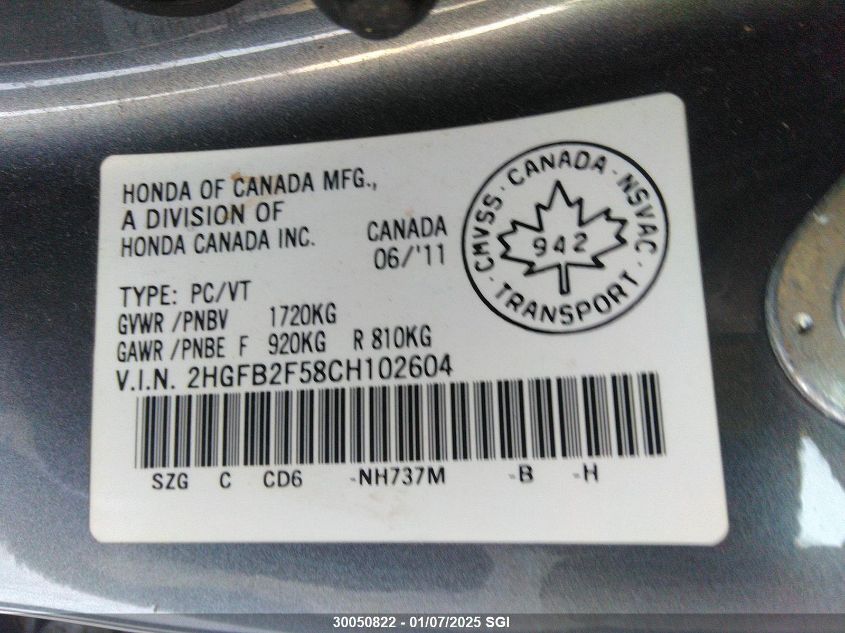 HONDA OF CANADA MFG.,
A DIVISION OF
HONDA CANADA INC.
CANADA
06/'11
CMVSS · CANADA · NSVAC
942
· TRANSPORT ·
TYPE: PC/VT
GVWR /PNBV 1720KG
GAWR /PNBE F 920KG R 810KG
V.I.N. 2HGFB2F58CH102604
SZG C CD6 -NH737M -B -H
30050822 - 01/07/2025 SGI